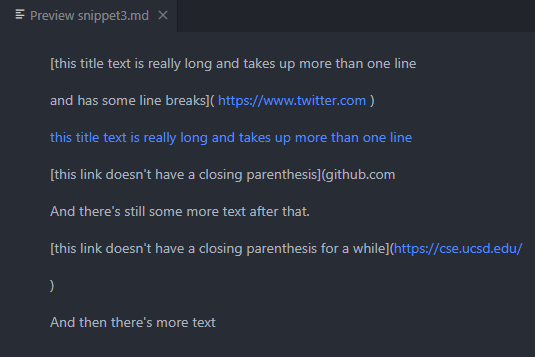 Preview snippet3.md
[this title text is really long and takes up more than one line
and has some line breaks]( https://www.twitter.com )
this title text is really long and takes up more than one line
[this link doesn't have a closing parenthesis](github.com
And there's still some more text after that.
[this link doesn't have a closing parenthesis for a while](https://cse.ucsd.edu/
)
And then there's more text